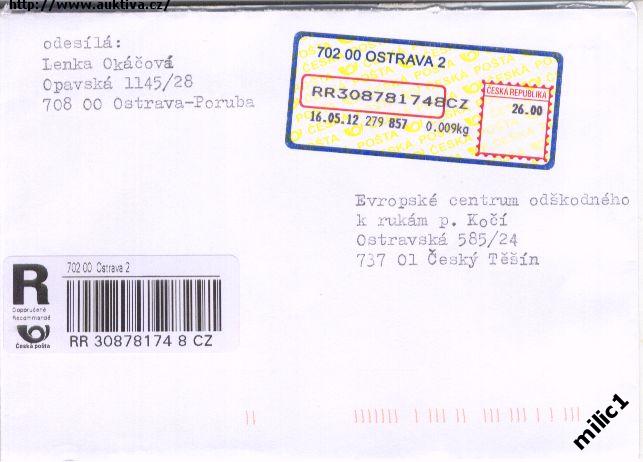 http://www.auktiva.cz/
odesílá:
Lenka Okáčová
Opavská 1145/28
708 00 Ostrava-Poruba
702 00 OSTRAVA 2
RR308781748CZ
16.05.12 279 857 0.009kg
ČESKÁ REPUBLIKA
26.00
Evropské centrum odškodného
k rukám p. Kočí
Ostravská 585/24
737 01 Český Těšín
R
702 00 Ostrava 2
Doporučeně
Recommandé
Česká pošta
RR 30878174 8 CZ
milic1